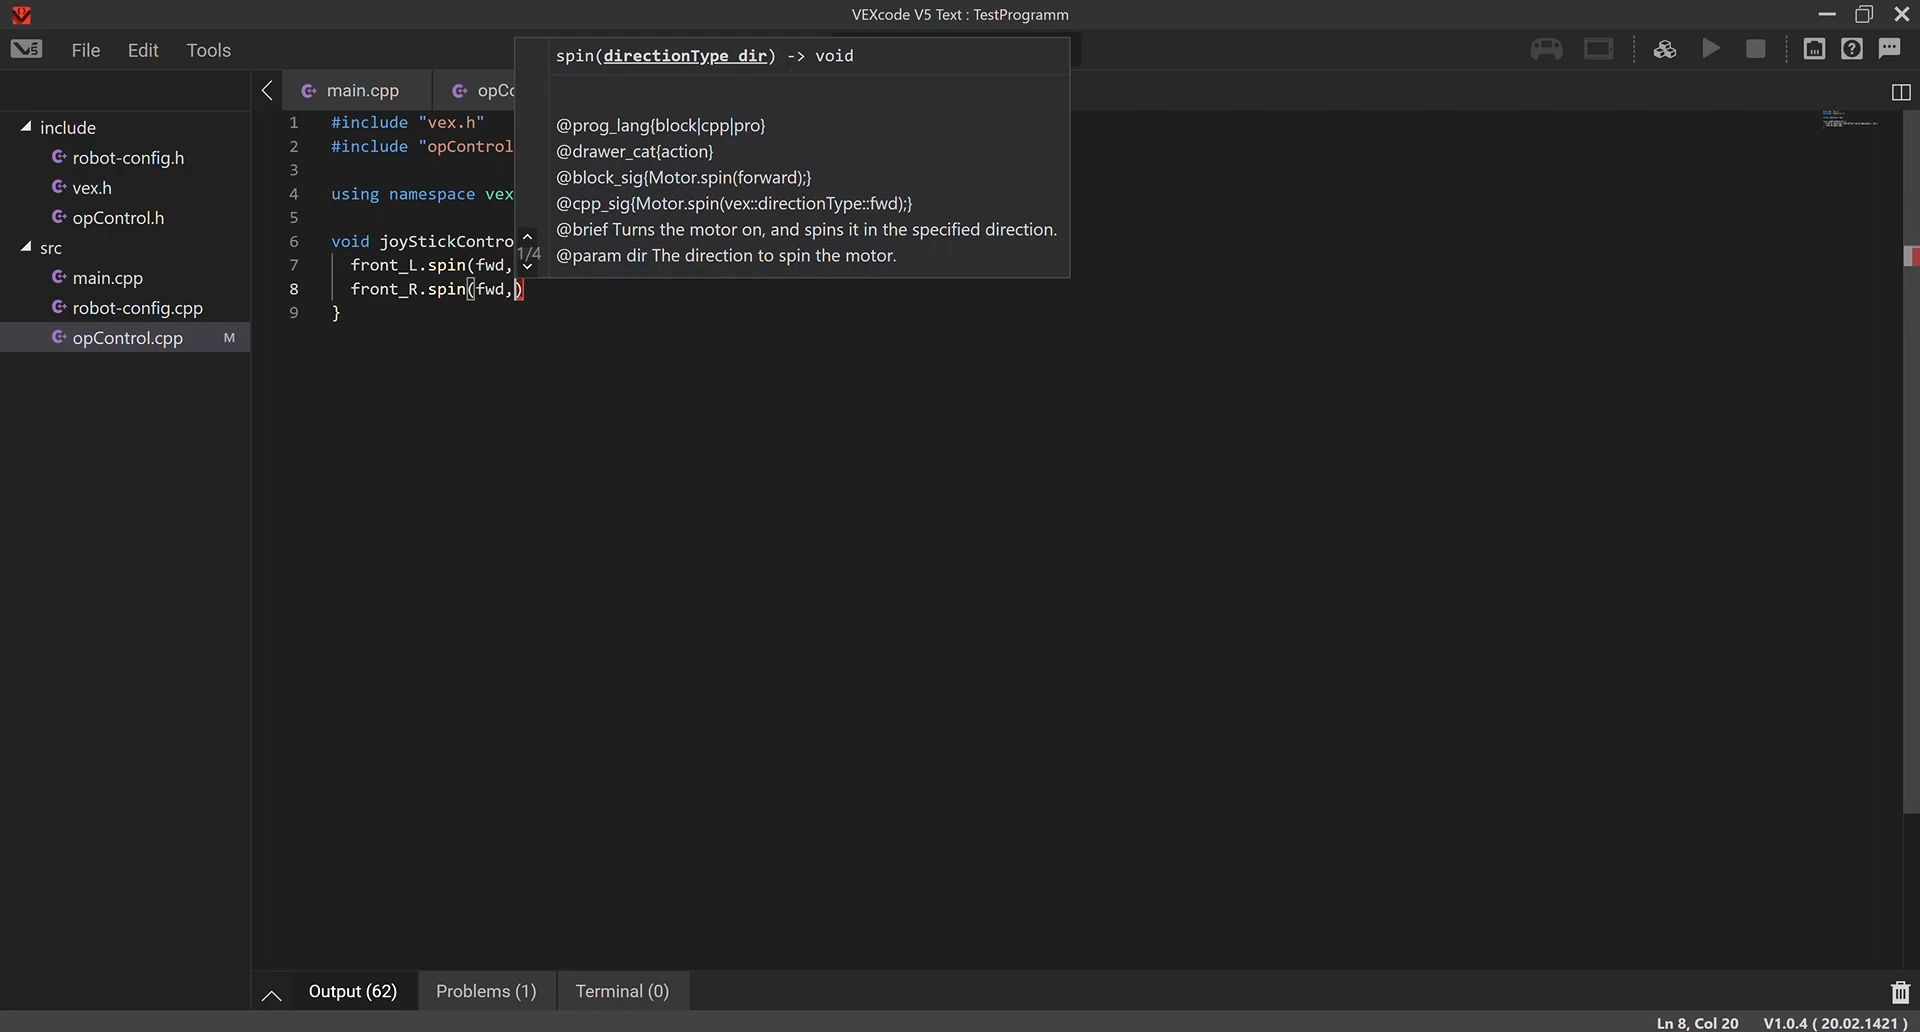 VEXcode V5 Text : TestProgramm
V5 File Edit Tools
spin(directionType dir) -> void
main.cpp opCo
include
robot-config.h
vex.h
opControl.h
src
main.cpp
robot-config.cpp
opControl.cpp M
1 #include "vex.h"
2 #include "opControl
3
4 using namespace vex
5
6 void joyStickContro
7 front_L.spin(fwd,
8 front_R.spin(fwd,)
9 }
1/4
@prog_lang{block|cpp|pro}
@drawer_cat{action}
@block_sig{Motor.spin(forward);}
@cpp_sig{Motor.spin(vex::directionType::fwd);}
@brief Turns the motor on, and spins it in the specified direction.
@param dir The direction to spin the motor.
Output (62) Problems (1) Terminal (0)
Ln 8, Col 20 V1.0.4 ( 20.02.1421 )